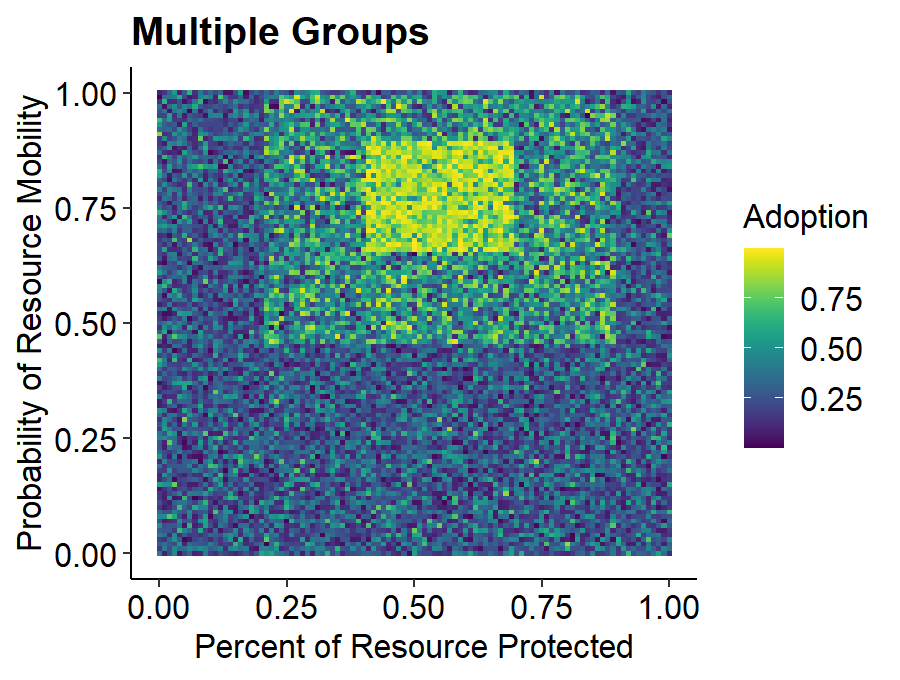 Multiple Groups
Probability of Resource Mobility
1.00
0.75
0.50
0.25
0.00
0.00 0.25 0.50 0.75 1.00
Percent of Resource Protected
Adoption
0.75
0.50
0.25